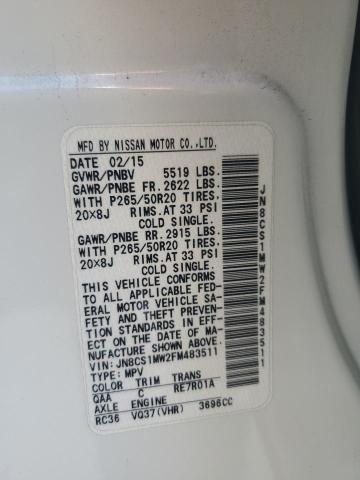 MFD BY NISSAN MOTOR CO.,LTD.
DATE 02/15
GVWR/PNBV 5519 LBS.
GAWR/PNBE FR. 2622 LBS.
WITH P265/50R20 TIRES,
20×8J RIMS.AT 33 PSI
COLD SINGLE.
GAWR/PNBE RR. 2915 LBS.
WITH P265/50R20 TIRES,
20×8J RIMS.AT 33 PSI
COLD SINGLE.
THIS VEHICLE CONFORMS
TO ALL APPLICABLE FED-
ERAL MOTOR VEHICLE SA-
FETY AND THEFT PREVENTION
STANDARDS IN EFF-
ECT ON THE DATE OF MA-
NUFACTURE SHOWN ABOVE.
VIN: JN8CS1MW2FM483511
TYPE: MPV
COLOR TRIM TRANS
QAA C RE7R01A
AXLE ENGINE
RC36 VQ37(VHR) 3696CC
JN8CS1MW2FM483511